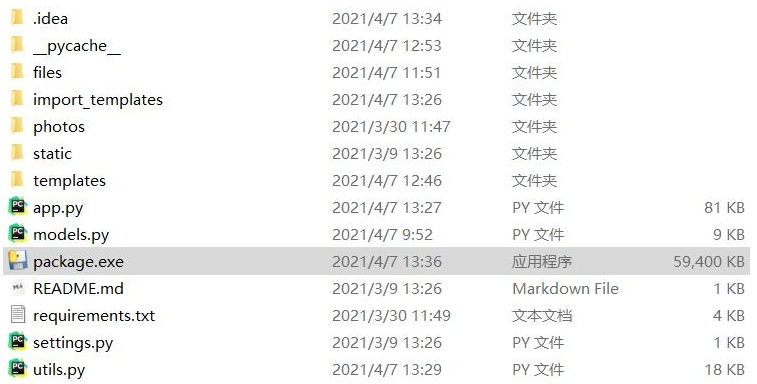 .idea 2021/4/7 13:34 文件夹
__pycache__ 2021/4/7 12:53 文件夹
files 2021/4/7 11:51 文件夹
import_templates 2021/4/7 13:26 文件夹
photos 2021/3/30 11:47 文件夹
static 2021/3/9 13:26 文件夹
templates 2021/4/7 12:46 文件夹
app.py 2021/4/7 13:27 PY 文件 81 KB
models.py 2021/4/7 9:52 PY 文件 9 KB
package.exe 2021/4/7 13:36 应用程序 59,400 KB
README.md 2021/3/9 13:26 Markdown File 1 KB
requirements.txt 2021/3/30 11:49 文本文档 4 KB
settings.py 2021/3/9 13:26 PY 文件 1 KB
utils.py 2021/4/7 13:29 PY 文件 18 KB